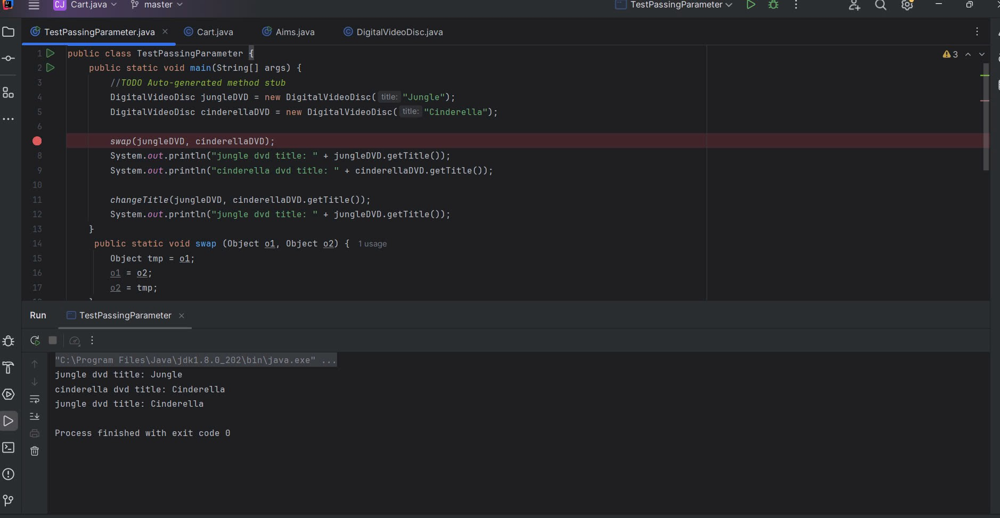 CJ Cart.java master TestPassingParameter
TestPassingParameter.java Cart.java Aims.java DigitalVideoDisc.java
1 public class TestPassingParameter {
3
2 public static void main(String[] args) {
3 //TODO Auto-generated method stub
4 DigitalVideoDisc jungleDVD = new DigitalVideoDisc( title: "Jungle");
5 DigitalVideoDisc cinderellaDVD = new DigitalVideoDisc( title: "Cinderella");
6
swap(jungleDVD, cinderellaDVD);
8 System.out.println("jungle dvd title: " + jungleDVD.getTitle());
9 System.out.println("cinderella dvd title: " + cinderellaDVD.getTitle());
10
11 changeTitle(jungleDVD, cinderellaDVD.getTitle());
12 System.out.println("jungle dvd title: " + jungleDVD.getTitle());
13 }
14 public static void swap (Object o1, Object o2) { 1 usage
15 Object tmp = o1;
16 o1 = o2;
17 o2 = tmp;
Run TestPassingParameter
"C:\Program Files\Java\jdk1.8.0_202\bin\java.exe" ...
jungle dvd title: Jungle
cinderella dvd title: Cinderella
jungle dvd title: Cinderella
Process finished with exit code 0